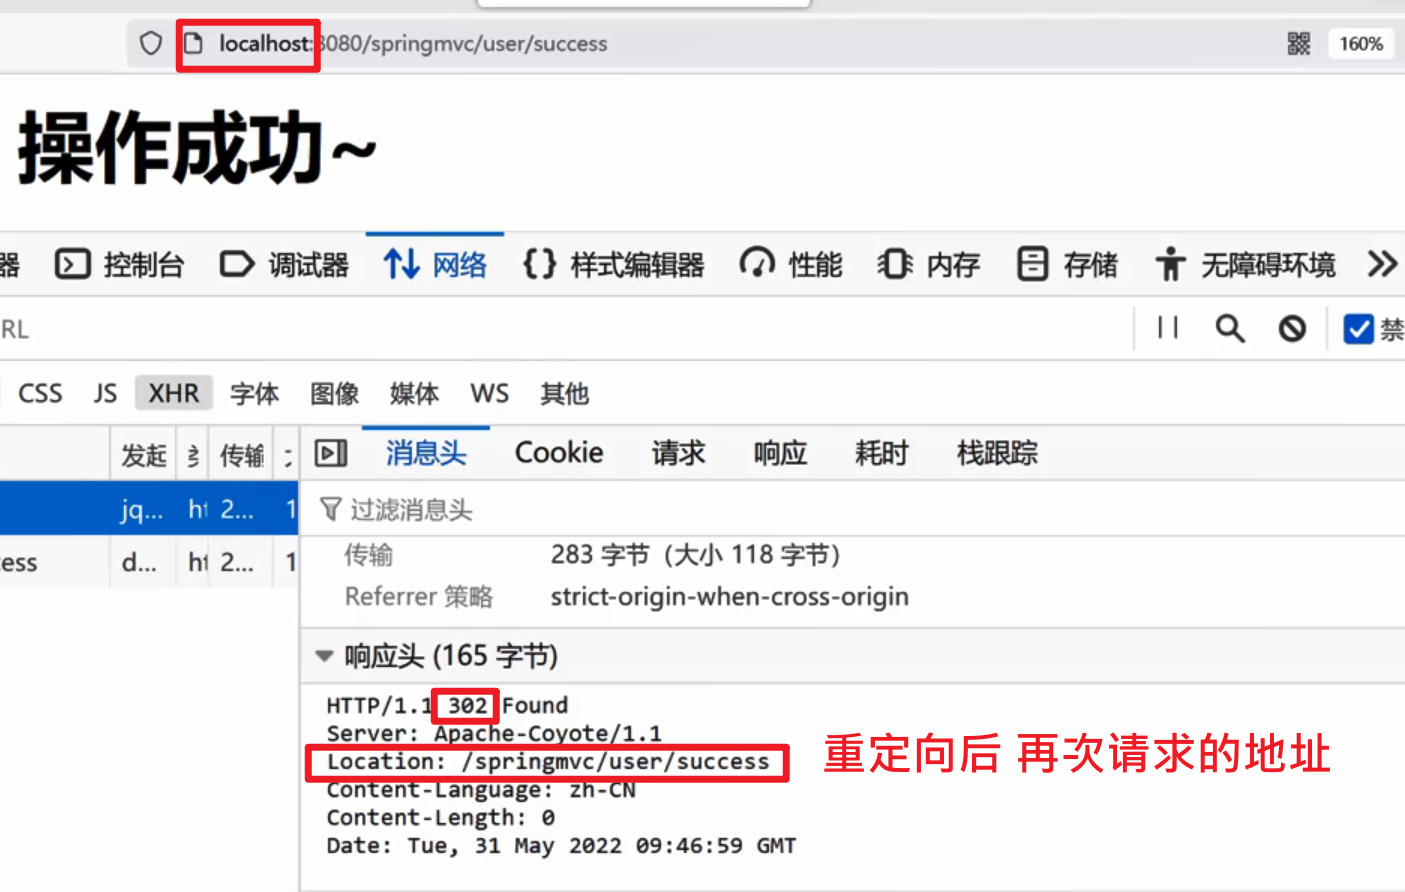 localhost:8080/springmvc/user/success
160%
操作成功~
器 控制台 调试器 网络 样式编辑器 性能 内存 存储 无障碍环境
RL
禁
CSS JS XHR 字体 图像 媒体 WS 其他
发起 传输
消息头 Cookie 请求 响应 耗时 栈跟踪
jq... ht 2... 1
过滤消息头
ess d... ht 2... 1
传输 283 字节（大小 118 字节）
Referrer 策略 strict-origin-when-cross-origin
响应头 (165 字节)
HTTP/1.1 302 Found
Server: Apache-Coyote/1.1
Location: /springmvc/user/success
重定向后 再次请求的地址
Content-Language: zh-CN
Content-Length: 0
Date: Tue, 31 May 2022 09:46:59 GMT